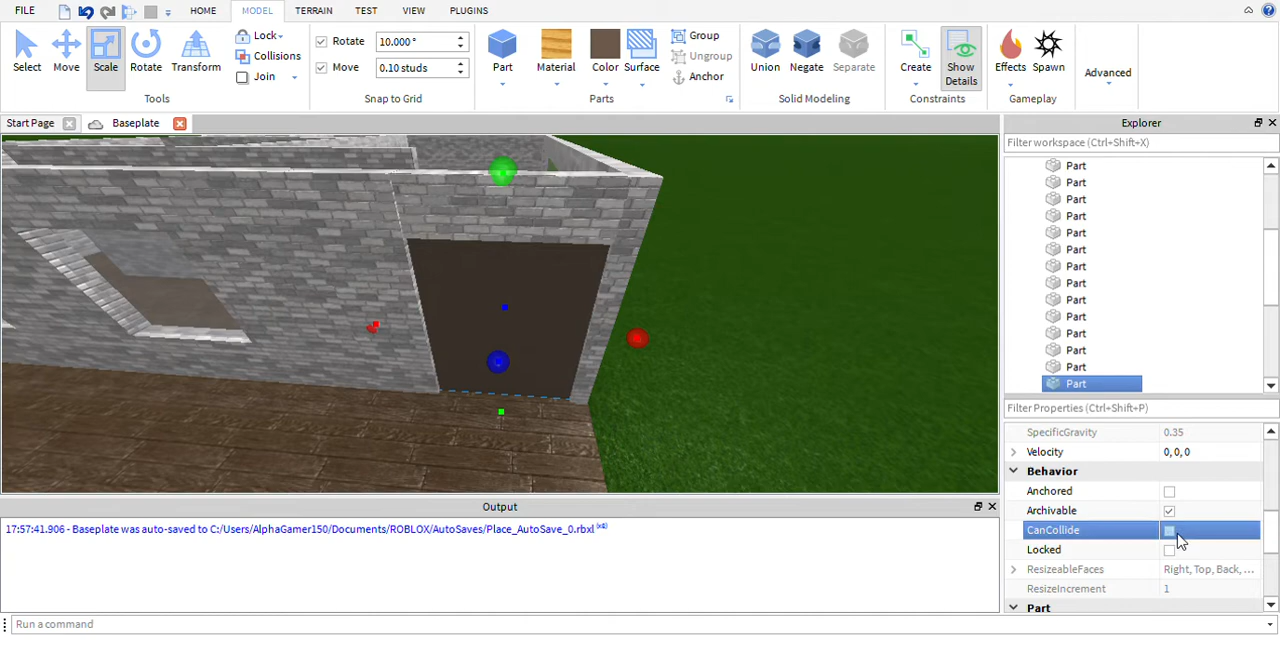 FILE HOME MODEL TERRAIN TEST VIEW PLUGINS
Select Move Scale Rotate Transform
Lock
Collisions
Join
Tools
Rotate 10.000 °
Move 0.10 studs
Snap to Grid
Part Material Color Surface
Group
Ungroup
Anchor
Parts
Union Negate Separate
Solid Modeling
Create Show Details
Constraints
Effects Spawn
Gameplay
Advanced
Start Page Baseplate
Explorer
Filter workspace (Ctrl+Shift+X)
Part
Part
Part
Part
Part
Part
Part
Part
Part
Part
Part
Part
Part
Part
Filter Properties (Ctrl+Shift+P)
SpecificGravity 0.35
Velocity 0, 0, 0
Behavior
Anchored
Archivable
CanCollide
Locked
ResizeableFaces Right, Top, Back, ...
ResizeIncrement 1
Part
Output
17:57:41.906 - Baseplate was auto-saved to C:/Users/AlphaGamer150/Documents/ROBLOX/AutoSaves/Place_AutoSave_0.rbxl (x4)
Run a command